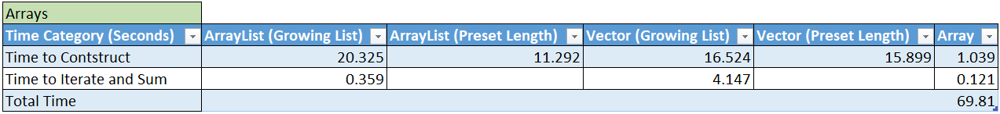 Arrays
Time Category (Seconds) ArrayList (Growing List) ArrayList (Preset Length) Vector (Growing List) Vector (Preset Length) Array
Time to Contstruct 20.325 11.292 16.524 15.899 1.039
Time to Iterate and Sum 0.359 4.147 0.121
Total Time 69.81